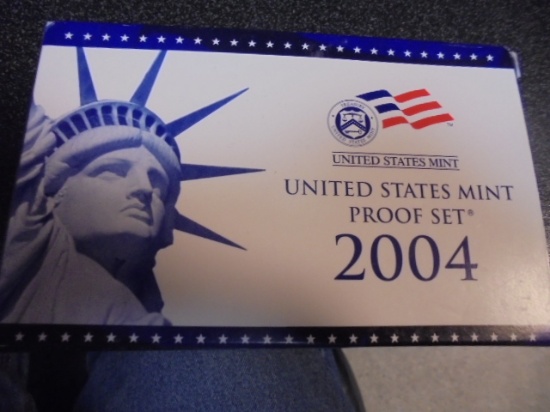 UNITED STATES MINT
UNITED STATES MINT
PROOF SET®
2004